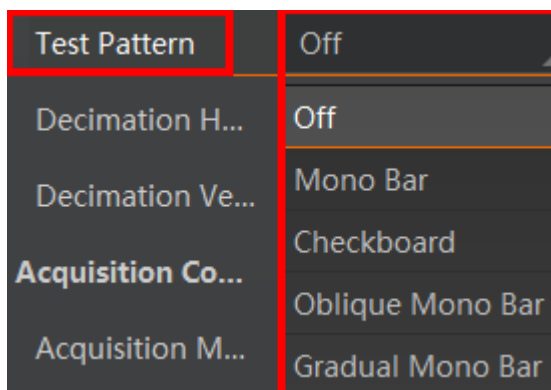 Test Pattern
Off
Decimation H...
Off
Decimation Ve...
Mono Bar
Acquisition Co...
Checkboard
Acquisition M...
Oblique Mono Bar
Gradual Mono Bar